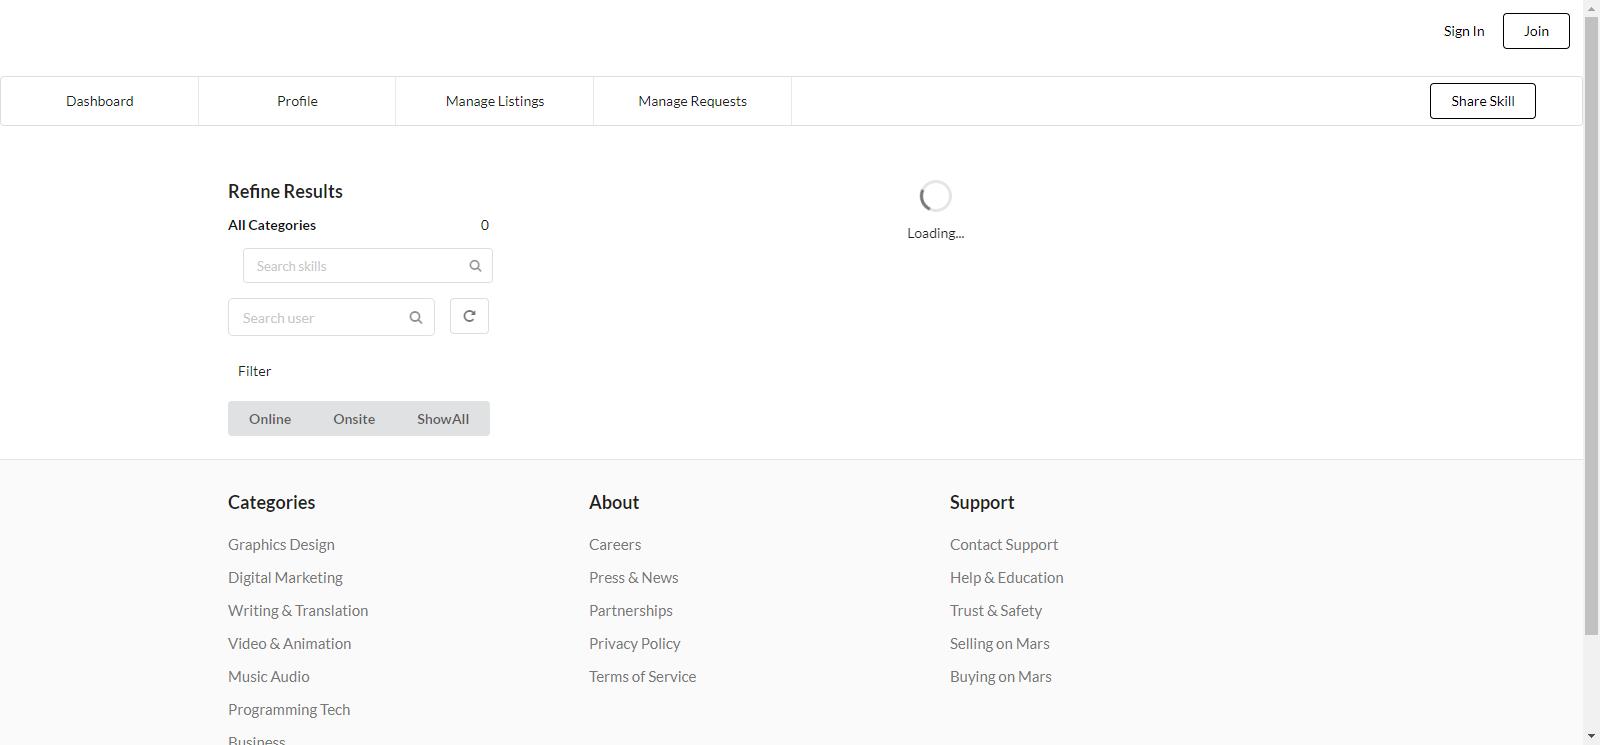 Sign In
Join
Dashboard
Profile
Manage Listings
Manage Requests
Share Skill
Refine Results
All Categories 0
Search skills
Search user
Filter
Online
Onsite
ShowAll
Loading...
Categories
Graphics Design
Digital Marketing
Writing & Translation
Video & Animation
Music Audio
Programming Tech
Business
About
Careers
Press & News
Partnerships
Privacy Policy
Terms of Service
Support
Contact Support
Help & Education
Trust & Safety
Selling on Mars
Buying on Mars